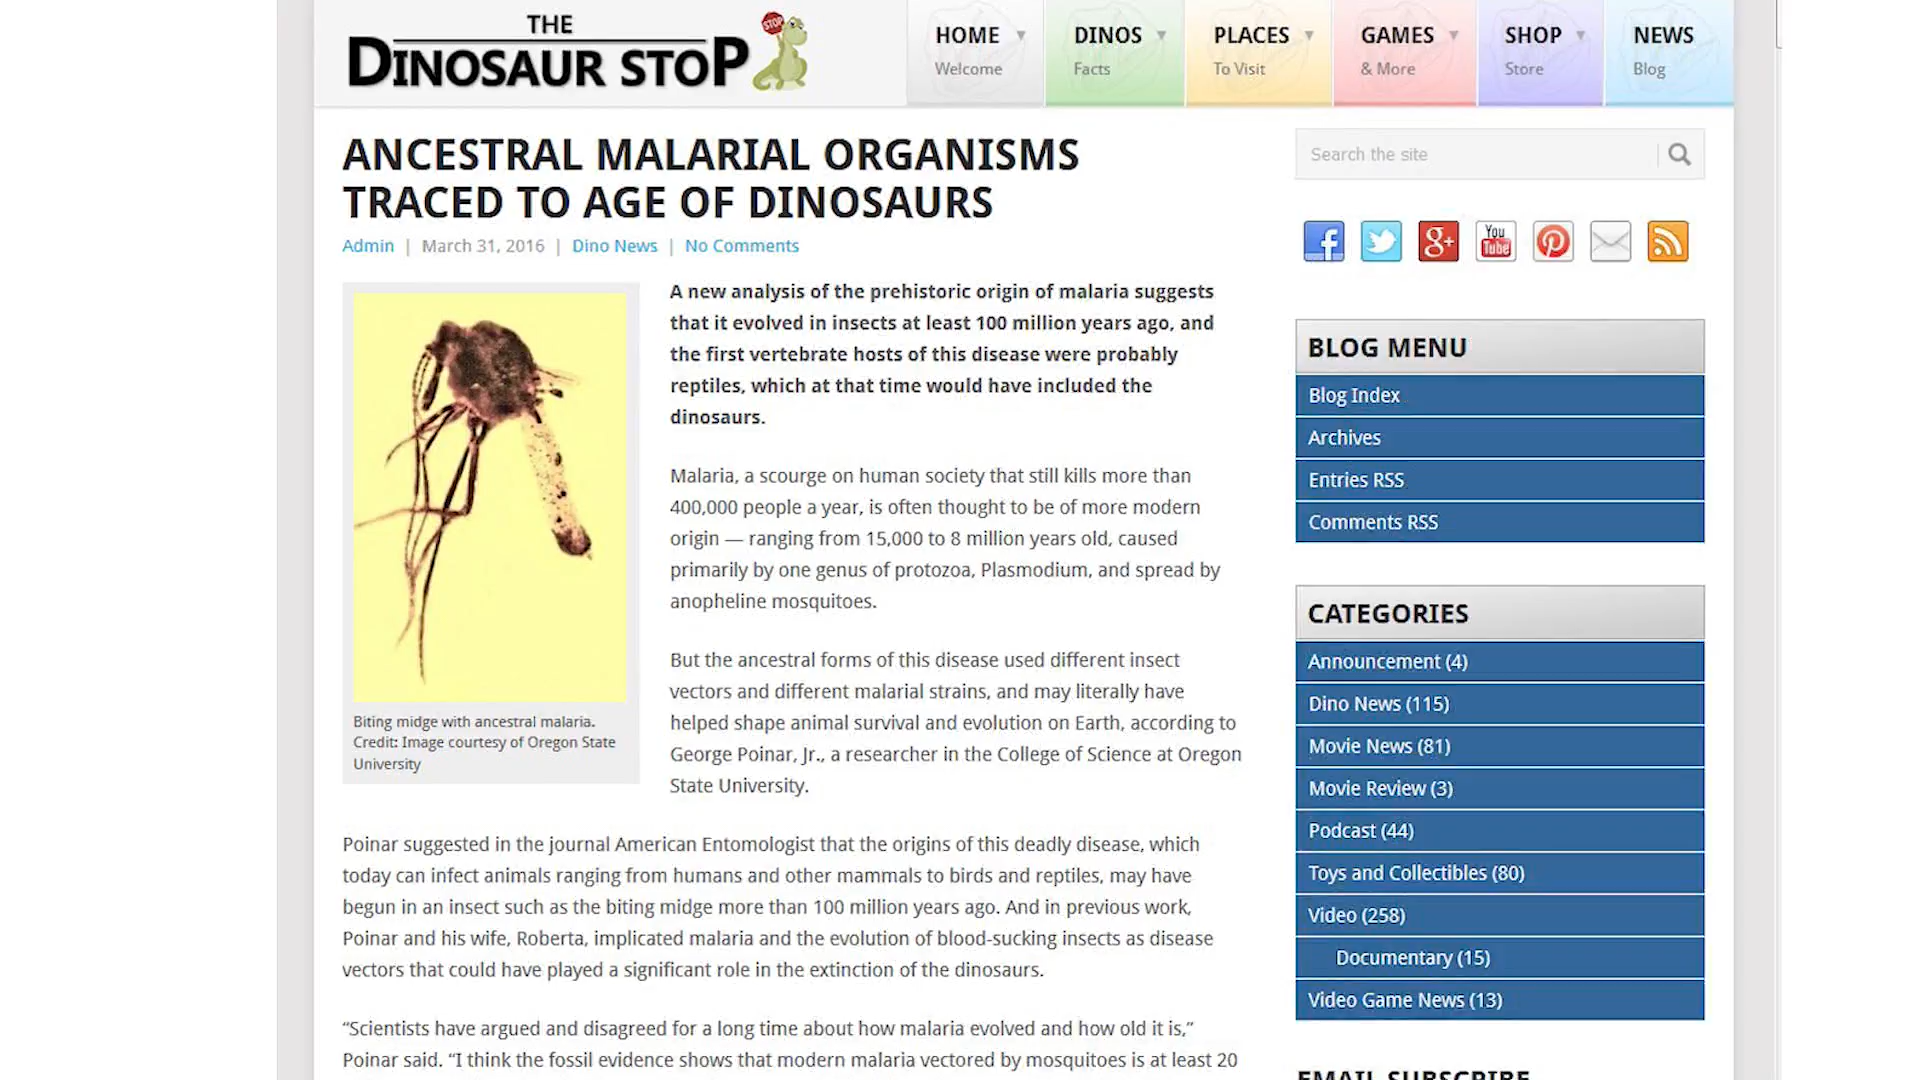 THE
DINOSAUR STOP
STOP
HOME
Welcome
DINOS
Facts
PLACES
To Visit
GAMES
& More
SHOP
Store
NEWS
Blog
ANCESTRAL MALARIAL ORGANISMS
TRACED TO AGE OF DINOSAURS
Admin | March 31, 2016 | Dino News | No Comments
A new analysis of the prehistoric origin of malaria suggests
that it evolved in insects at least 100 million years ago, and
the first vertebrate hosts of this disease were probably
reptiles, which at that time would have included the
dinosaurs.
Malaria, a scourge on human society that still kills more than
400,000 people a year, is often thought to be of more modern
origin — ranging from 15,000 to 8 million years old, caused
primarily by one genus of protozoa, Plasmodium, and spread by
anopheline mosquitoes.
But the ancestral forms of this disease used different insect
vectors and different malarial strains, and may literally have
helped shape animal survival and evolution on Earth, according to
George Poinar, Jr., a researcher in the College of Science at Oregon
State University.
Biting midge with ancestral malaria.
Credit: Image courtesy of Oregon State
University
Poinar suggested in the journal American Entomologist that the origins of this deadly disease, which
today can infect animals ranging from humans and other mammals to birds and reptiles, may have
begun in an insect such as the biting midge more than 100 million years ago. And in previous work,
Poinar and his wife, Roberta, implicated malaria and the evolution of blood-sucking insects as disease
vectors that could have played a significant role in the extinction of the dinosaurs.
“Scientists have argued and disagreed for a long time about how malaria evolved and how old it is,”
Poinar said. “I think the fossil evidence shows that modern malaria vectored by mosquitoes is at least 20
Search the site
f
g+
You
Tube
BLOG MENU
Blog Index
Archives
Entries RSS
Comments RSS
CATEGORIES
Announcement (4)
Dino News (115)
Movie News (81)
Movie Review (3)
Podcast (44)
Toys and Collectibles (80)
Video (258)
Documentary (15)
Video Game News (13)
EMAIL SUBSCRIBE